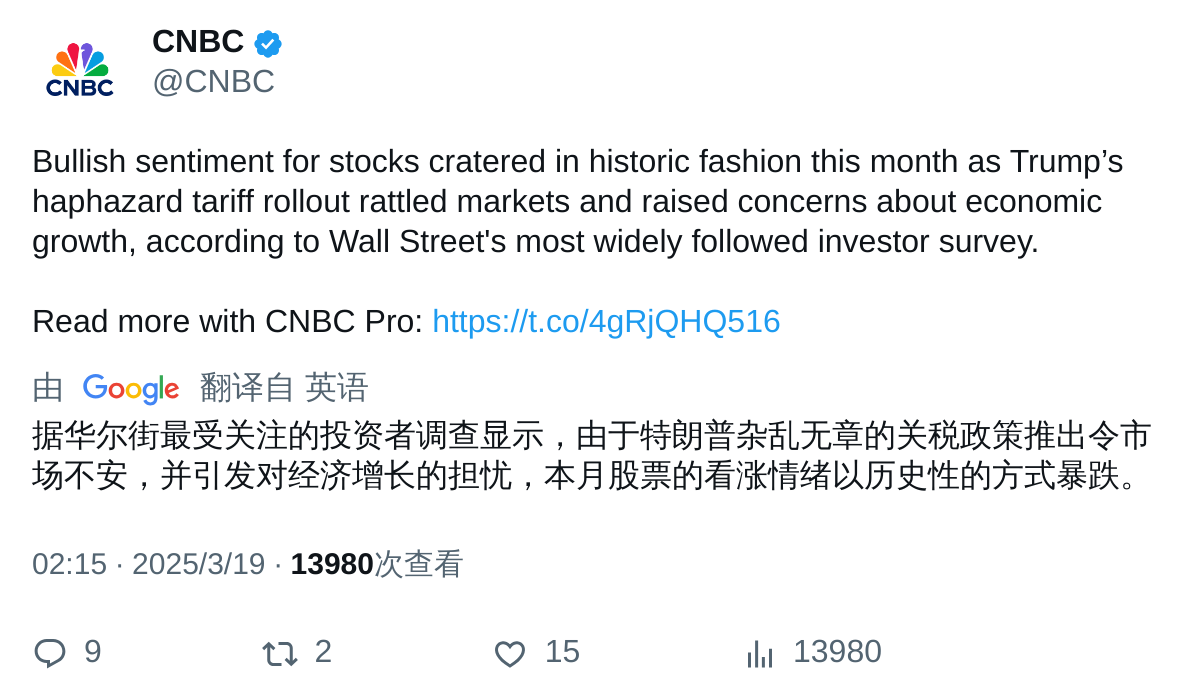 CNBC
CNBC
@CNBC
Bullish sentiment for stocks cratered in historic fashion this month as Trump’s
haphazard tariff rollout rattled markets and raised concerns about economic
growth, according to Wall Street's most widely followed investor survey.
Read more with CNBC Pro: https://t.co/4gRjQHQ516
由 Google 翻译自 英语
据华尔街最受关注的投资者调查显示，由于特朗普杂乱无章的关税政策推出令市
场不安，并引发对经济增长的担忧，本月股票的看涨情绪以历史性的方式暴跌。
02:15 · 2025/3/19 · 13980次查看
9 2 15 13980